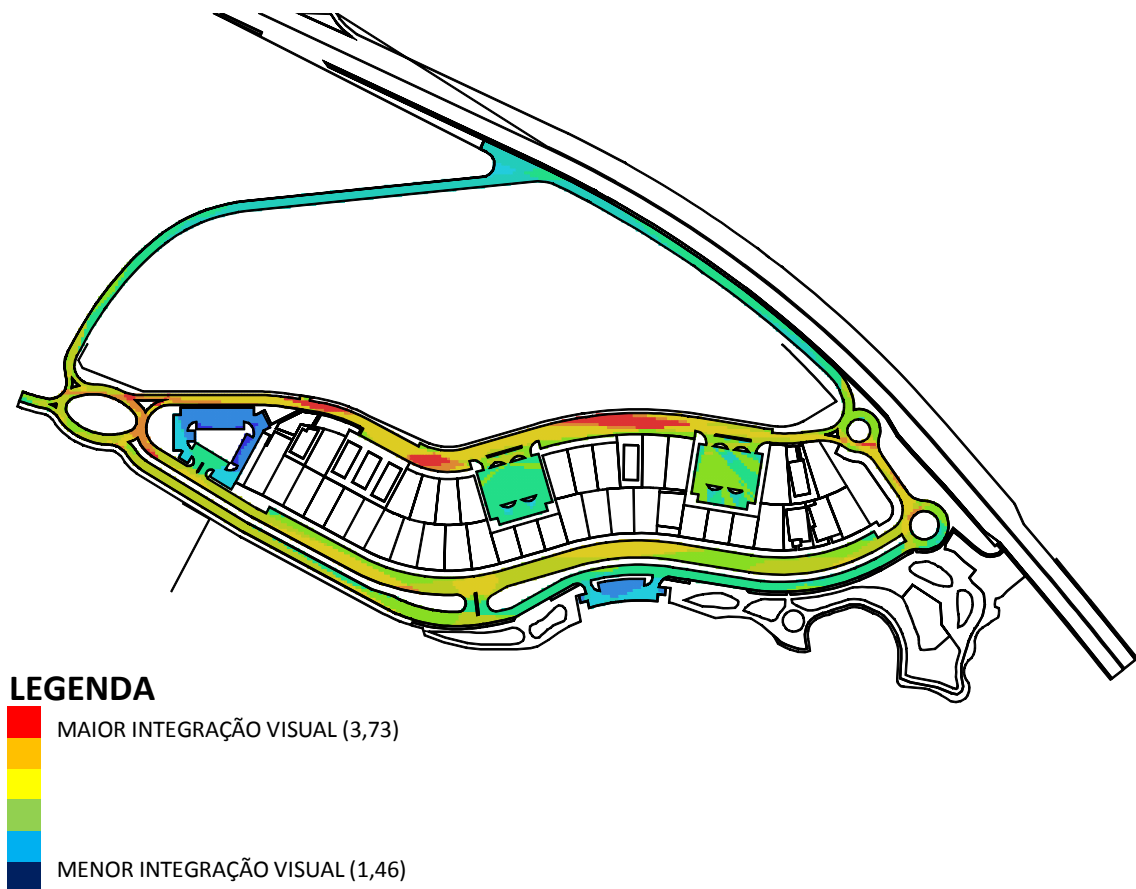 LEGENDA
MAIOR INTEGRAÇÃO VISUAL (3,73)
MENOR INTEGRAÇÃO VISUAL (1,46)